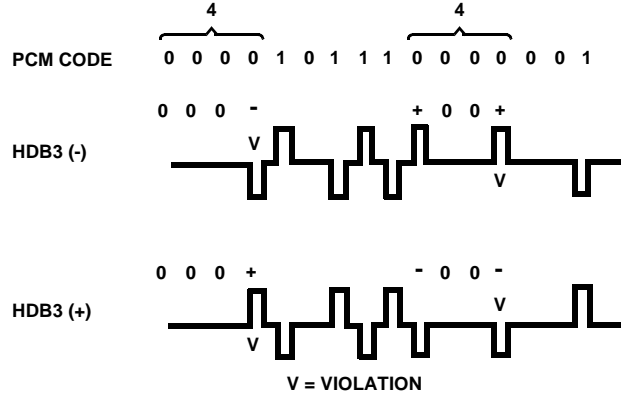 4 4
PCM CODE 0 0 0 0 1 0 1 1 1 0 0 0 0 0 0 1
0 0 0 - + 0 0 +
V
HDB3 (-)
V
0 0 0 + - 0 0 -
V
HDB3 (+)
V
V = VIOLATION